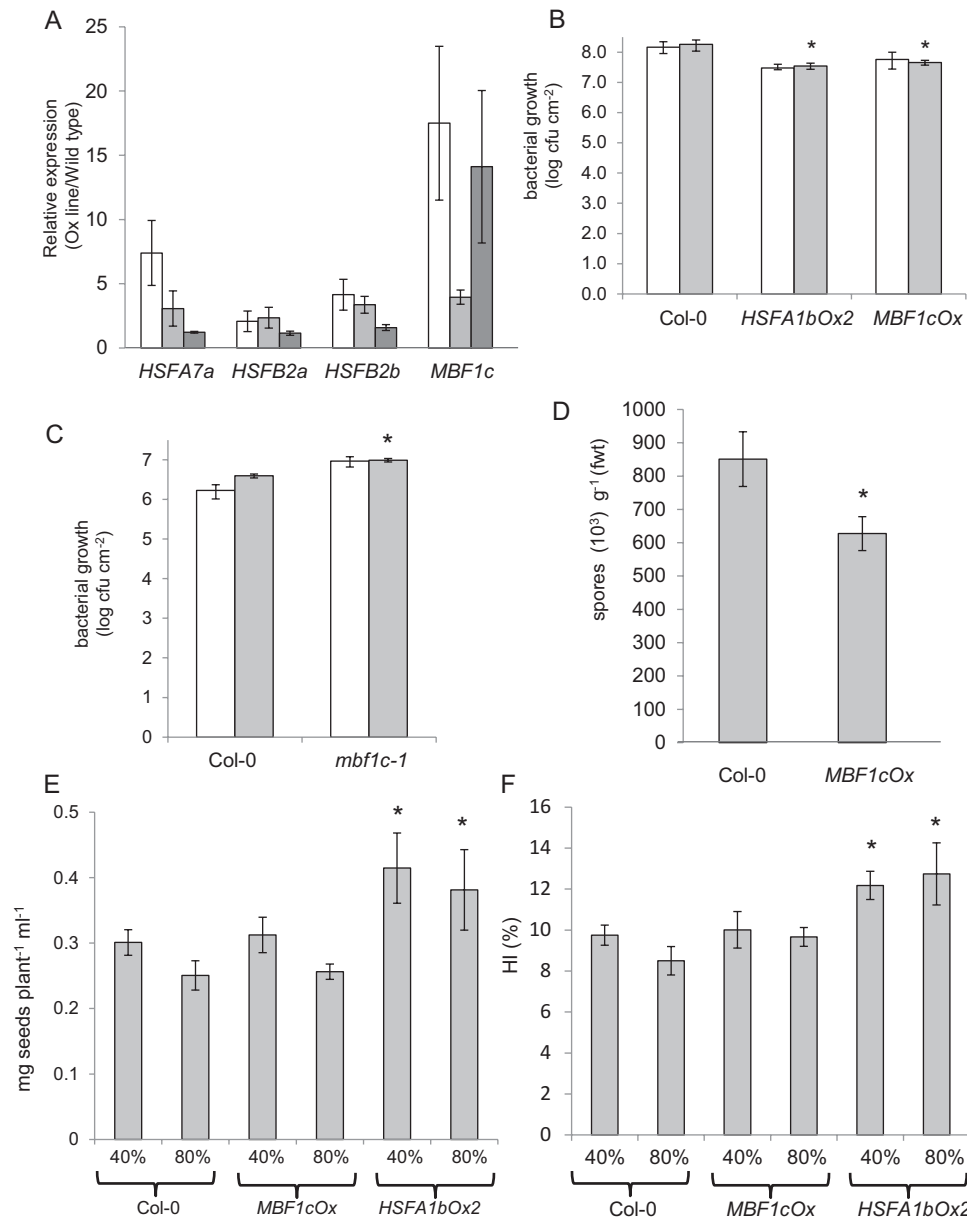 A
Relative expression
(Ox line/Wild type)
25
20
15
10
5
0
HSFA7a HSFB2a HSFB2b MBF1c
B
bacterial growth
(log cfu cm-2)
8.0
7.0
6.0
5.0
4.0
3.0
2.0
1.0
0.0
* *
Col-0 HSFA1bOx2 MBF1cOx
C
bacterial growth
(log cfu cm-2)
7
6
5
4
3
2
1
0
*
Col-0 mbf1c-1
D
spores (10³) g-1 (fwt)
1000
900
800
700
600
500
400
300
200
100
0
*
Col-0 MBF1cOx
E
mg seeds plant-1 ml-1
0.5
0.4
0.3
0.2
0.1
0
* *
40% 80% 40% 80% 40% 80%
Col-0 MBF1cOx HSFA1bOx2
F
HI (%)
16
14
12
10
8
6
4
2
0
* *
40% 80% 40% 80% 40% 80%
Col-0 MBF1cOx HSFA1bOx2